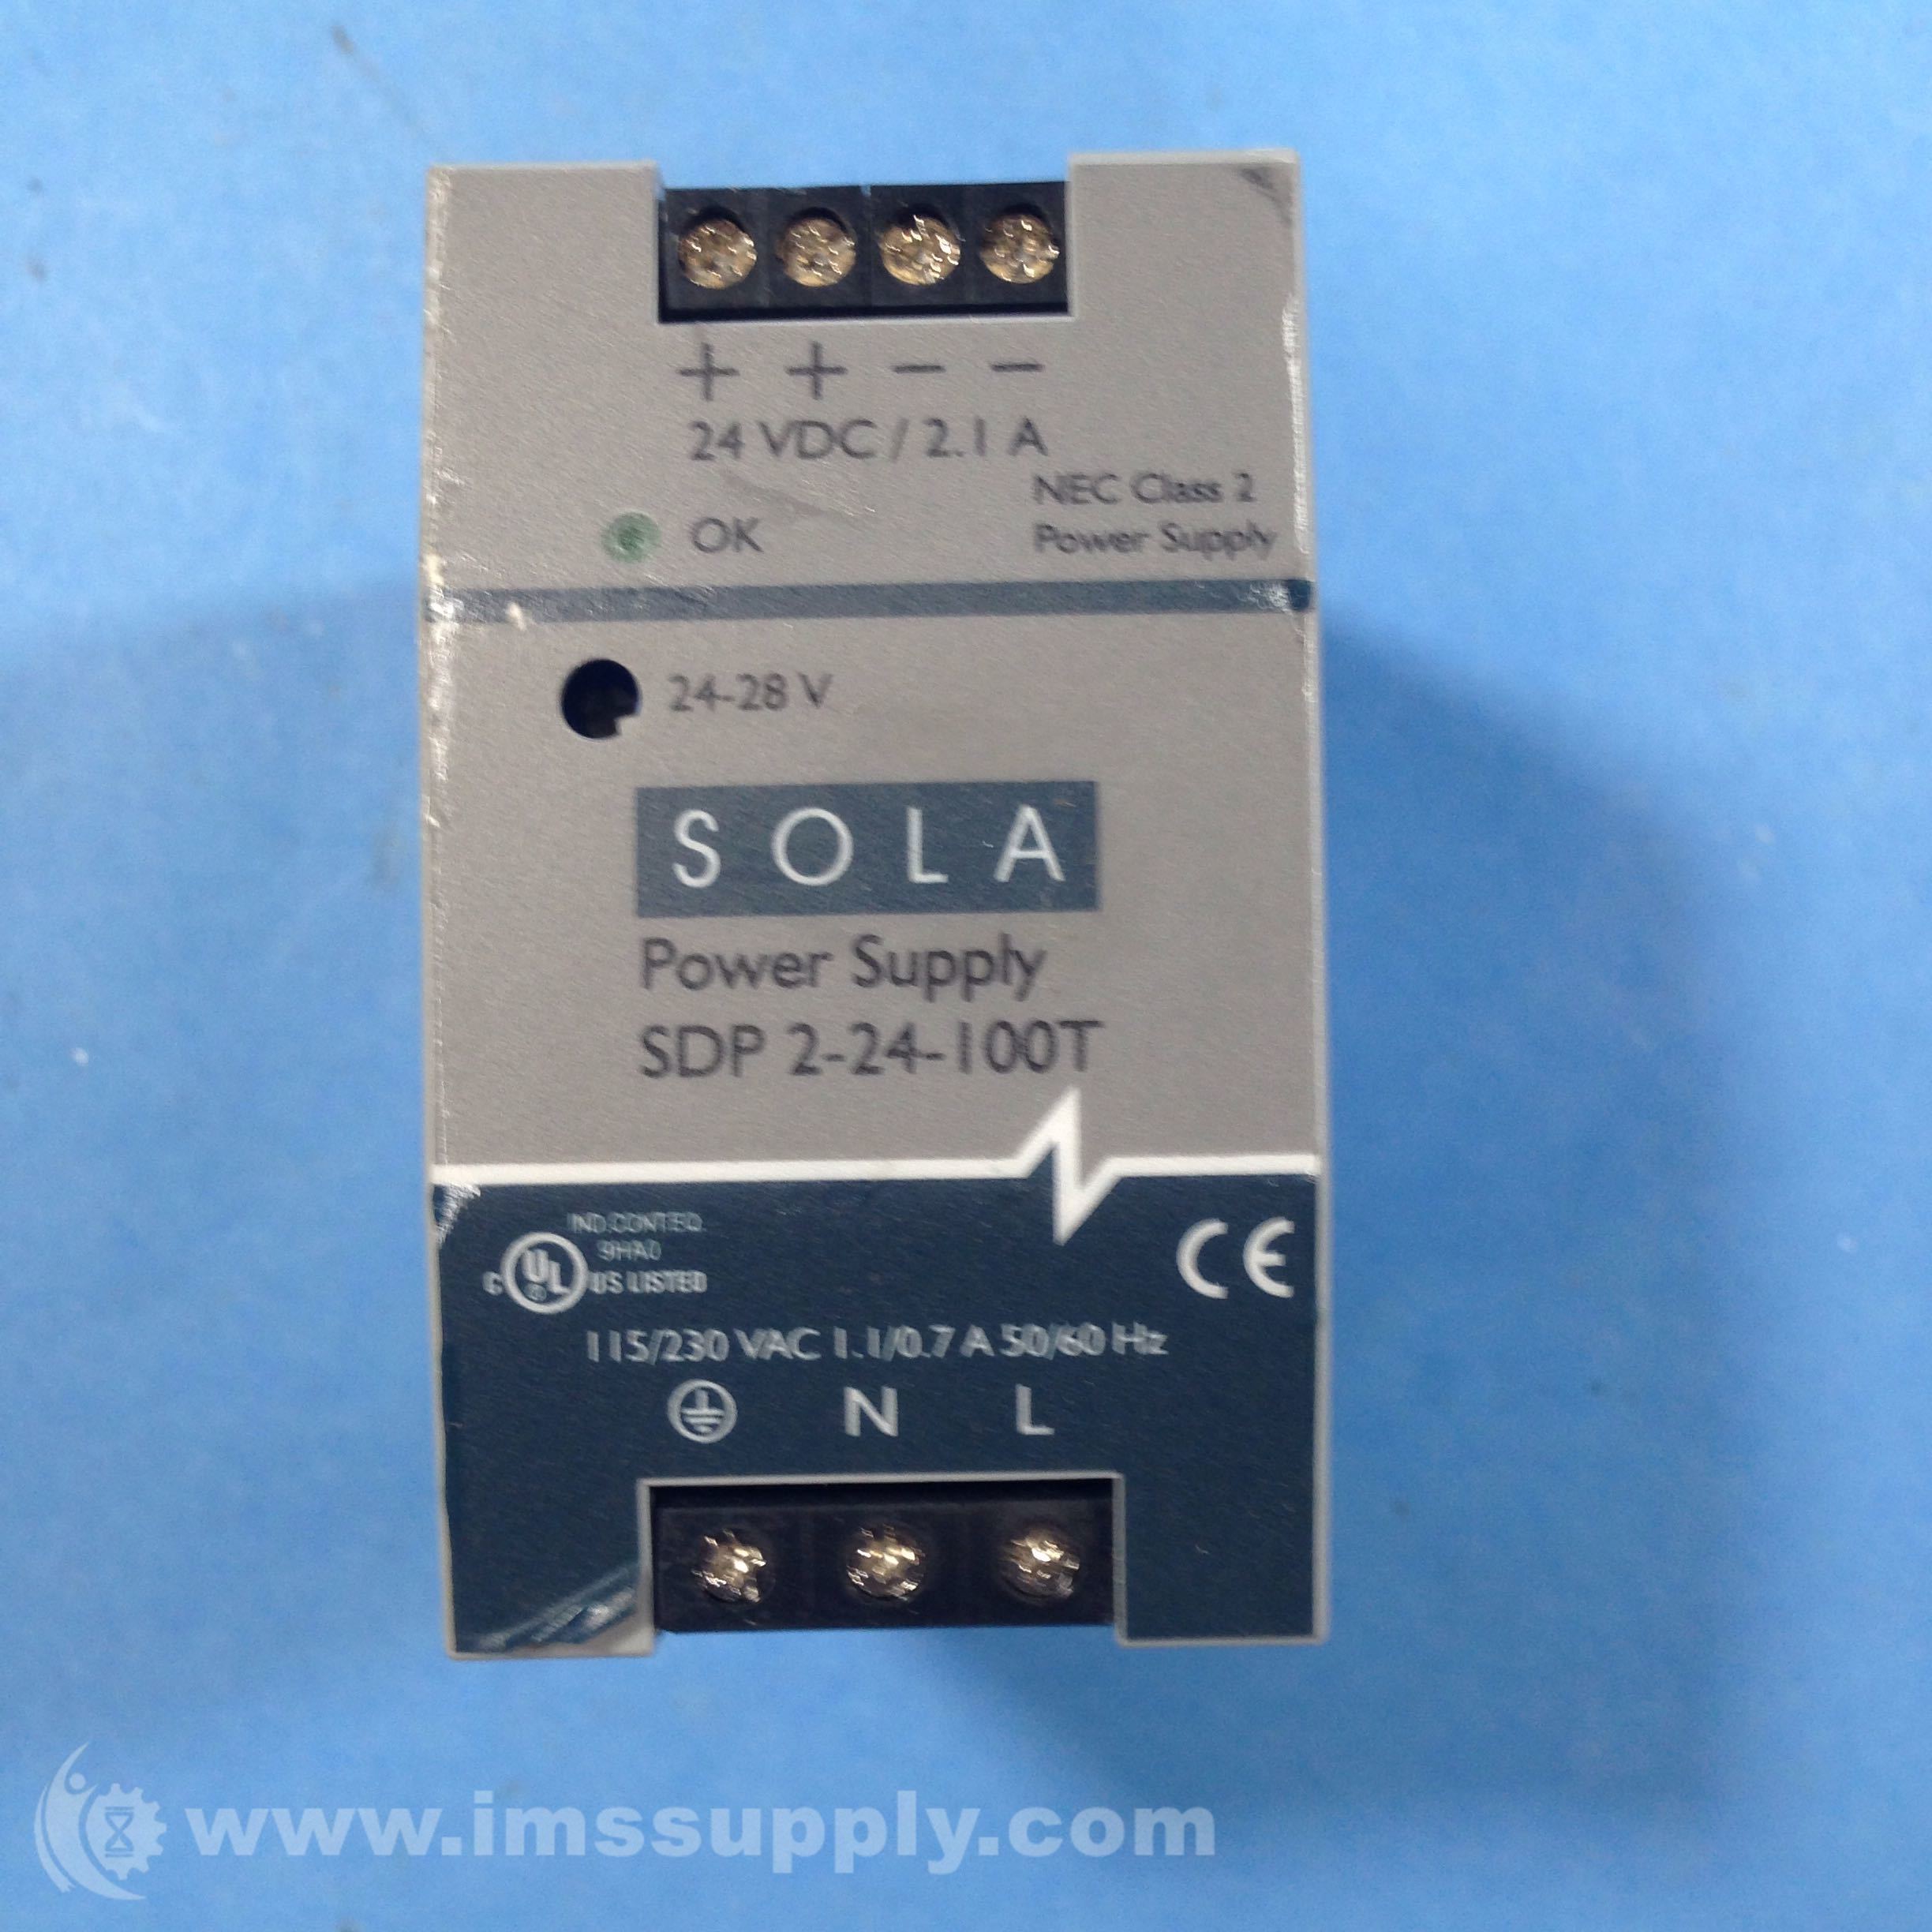 + + − −
24 VDC / 2.1 A
NEC Class 2
OK Power Supply
24-28 V
SOLA
Power Supply
SDP 2-24-100T
IND.CONT.EQ.
9HA0
C UL ® US LISTED
CE
115/230 VAC 1.1/0.7 A 50/60 Hz
N L
www.imssupply.com